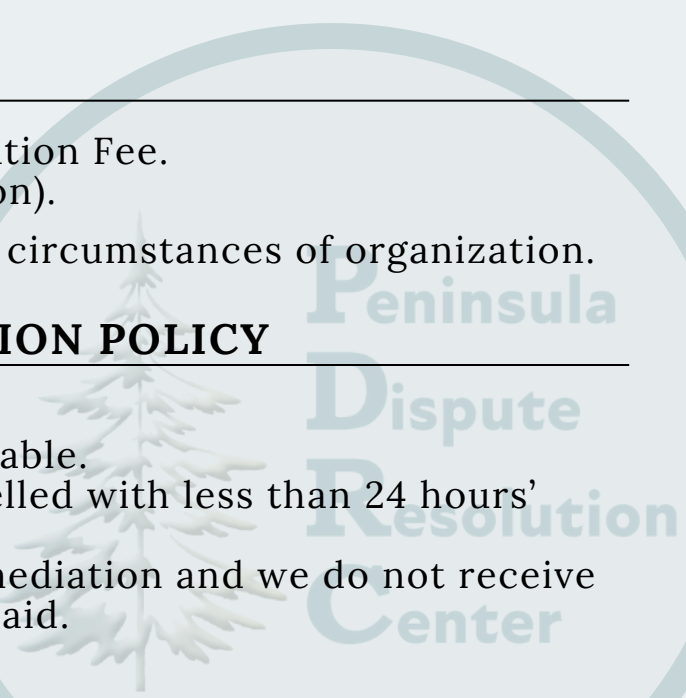 tion Fee.
on).
circumstances of organization.
Peninsula
ION POLICY
Dispute
able.
elled with less than 24 hours’
Resolution
ediation and we do not receive
Center
aid.